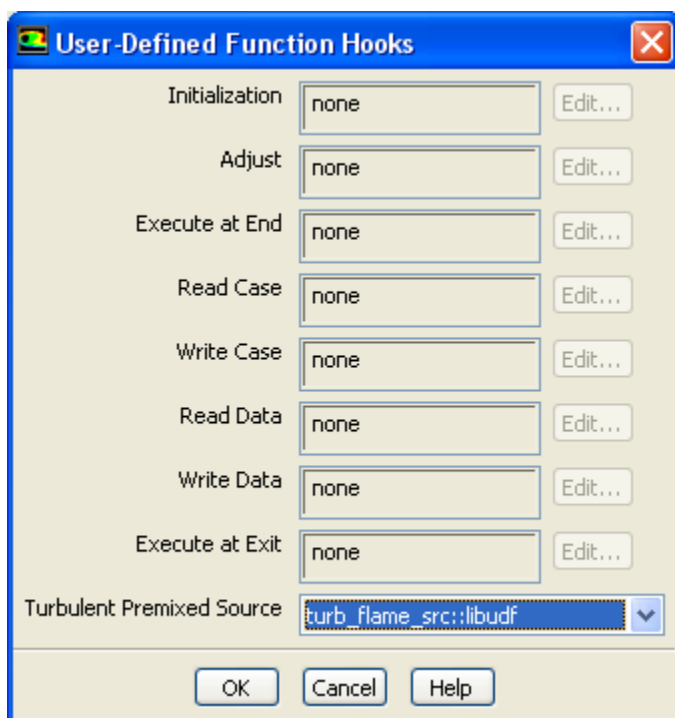 User-Defined Function Hooks
Initialization none Edit...
Adjust none Edit...
Execute at End none Edit...
Read Case none Edit...
Write Case none Edit...
Read Data none Edit...
Write Data none Edit...
Execute at Exit none Edit...
Turbulent Premixed Source turb_flame_src::libudf
OK Cancel Help